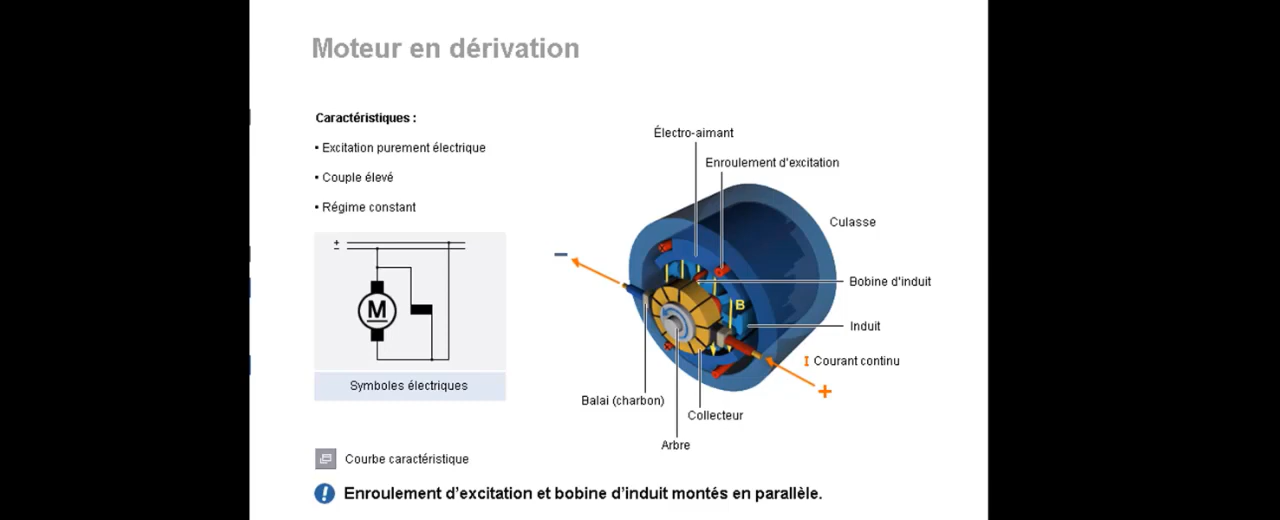 Moteur en dérivation
Caractéristiques :
▪ Excitation purement électrique
▪ Couple élevé
▪ Régime constant
+
−
M
Symboles électriques
Électro-aimant
Enroulement d'excitation
Culasse
−
Bobine d'induit
B
Induit
I Courant continu
+
Balai (charbon)
Collecteur
Arbre
Courbe caractéristique
! Enroulement d'excitation et bobine d'induit montés en parallèle.